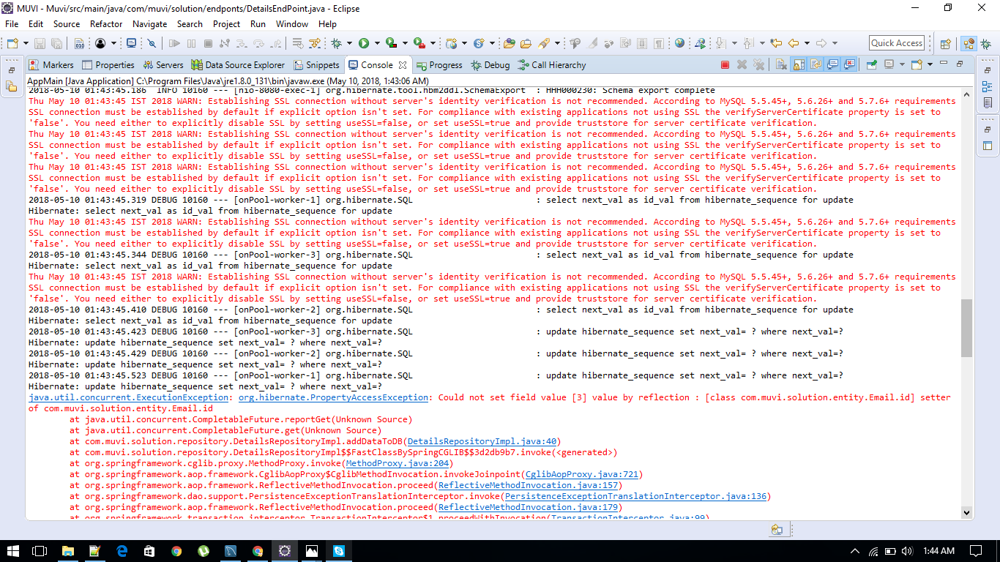 MUVI - Muvi/src/main/java/com/muvi/solution/endponts/DetailsEndPoint.java - Eclipse
File Edit Source Refactor Navigate Search Project Run Window Help
Quick Access
Markers Properties Servers Data Source Explorer Snippets Console Progress Debug Call Hierarchy
AppMain [Java Application] C:\Program Files\Java\jre1.8.0_131\bin\javaw.exe (May 10, 2018, 1:43:06 AM)
2018-05-10 01:43:45.186 INFO 10160 --- [nio-8080-exec-1] org.hibernate.tool.hbm2ddl.SchemaExport : HHH000230: Schema export complete
Thu May 10 01:43:45 IST 2018 WARN: Establishing SSL connection without server's identity verification is not recommended. According to MySQL 5.5.45+, 5.6.26+ and 5.7.6+ requirements
SSL connection must be established by default if explicit option isn't set. For compliance with existing applications not using SSL the verifyServerCertificate property is set to
'false'. You need either to explicitly disable SSL by setting useSSL=false, or set useSSL=true and provide truststore for server certificate verification.
Thu May 10 01:43:45 IST 2018 WARN: Establishing SSL connection without server's identity verification is not recommended. According to MySQL 5.5.45+, 5.6.26+ and 5.7.6+ requirements
SSL connection must be established by default if explicit option isn't set. For compliance with existing applications not using SSL the verifyServerCertificate property is set to
'false'. You need either to explicitly disable SSL by setting useSSL=false, or set useSSL=true and provide truststore for server certificate verification.
Thu May 10 01:43:45 IST 2018 WARN: Establishing SSL connection without server's identity verification is not recommended. According to MySQL 5.5.45+, 5.6.26+ and 5.7.6+ requirements
SSL connection must be established by default if explicit option isn't set. For compliance with existing applications not using SSL the verifyServerCertificate property is set to
'false'. You need either to explicitly disable SSL by setting useSSL=false, or set useSSL=true and provide truststore for server certificate verification.
2018-05-10 01:43:45.319 DEBUG 10160 --- [onPool-worker-1] org.hibernate.SQL : select next_val as id_val from hibernate_sequence for update
Hibernate: select next_val as id_val from hibernate_sequence for update
Thu May 10 01:43:45 IST 2018 WARN: Establishing SSL connection without server's identity verification is not recommended. According to MySQL 5.5.45+, 5.6.26+ and 5.7.6+ requirements
SSL connection must be established by default if explicit option isn't set. For compliance with existing applications not using SSL the verifyServerCertificate property is set to
'false'. You need either to explicitly disable SSL by setting useSSL=false, or set useSSL=true and provide truststore for server certificate verification.
2018-05-10 01:43:45.344 DEBUG 10160 --- [onPool-worker-3] org.hibernate.SQL : select next_val as id_val from hibernate_sequence for update
Hibernate: select next_val as id_val from hibernate_sequence for update
Thu May 10 01:43:45 IST 2018 WARN: Establishing SSL connection without server's identity verification is not recommended. According to MySQL 5.5.45+, 5.6.26+ and 5.7.6+ requirements
SSL connection must be established by default if explicit option isn't set. For compliance with existing applications not using SSL the verifyServerCertificate property is set to
'false'. You need either to explicitly disable SSL by setting useSSL=false, or set useSSL=true and provide truststore for server certificate verification.
2018-05-10 01:43:45.410 DEBUG 10160 --- [onPool-worker-2] org.hibernate.SQL : select next_val as id_val from hibernate_sequence for update
Hibernate: select next_val as id_val from hibernate_sequence for update
2018-05-10 01:43:45.423 DEBUG 10160 --- [onPool-worker-3] org.hibernate.SQL : update hibernate_sequence set next_val= ? where next_val=?
Hibernate: update hibernate_sequence set next_val= ? where next_val=?
2018-05-10 01:43:45.429 DEBUG 10160 --- [onPool-worker-2] org.hibernate.SQL : update hibernate_sequence set next_val= ? where next_val=?
Hibernate: update hibernate_sequence set next_val= ? where next_val=?
2018-05-10 01:43:45.523 DEBUG 10160 --- [onPool-worker-1] org.hibernate.SQL : update hibernate_sequence set next_val= ? where next_val=?
Hibernate: update hibernate_sequence set next_val= ? where next_val=?
java.util.concurrent.ExecutionException: org.hibernate.PropertyAccessException: Could not set field value [3] value by reflection : [class com.muvi.solution.entity.Email.id] setter
of com.muvi.solution.entity.Email.id
at java.util.concurrent.CompletableFuture.reportGet(Unknown Source)
at java.util.concurrent.CompletableFuture.get(Unknown Source)
at com.muvi.solution.repository.DetailsRepositoryImpl.addDataToDB(DetailsRepositoryImpl.java:40)
at com.muvi.solution.repository.DetailsRepositoryImpl$$FastClassBySpringCGLIB$$3d2db9b7.invoke(<generated>)
at org.springframework.cglib.proxy.MethodProxy.invoke(MethodProxy.java:204)
at org.springframework.aop.framework.CglibAopProxy$CglibMethodInvocation.invokeJoinpoint(CglibAopProxy.java:721)
at org.springframework.aop.framework.ReflectiveMethodInvocation.proceed(ReflectiveMethodInvocation.java:157)
at org.springframework.dao.support.PersistenceExceptionTranslationInterceptor.invoke(PersistenceExceptionTranslationInterceptor.java:136)
at org.springframework.aop.framework.ReflectiveMethodInvocation.proceed(ReflectiveMethodInvocation.java:179)
at org.springframework.transaction.interceptor.TransactionInterceptor$1.proceedWithInvocation(TransactionInterceptor.java:99)
1:44 AM